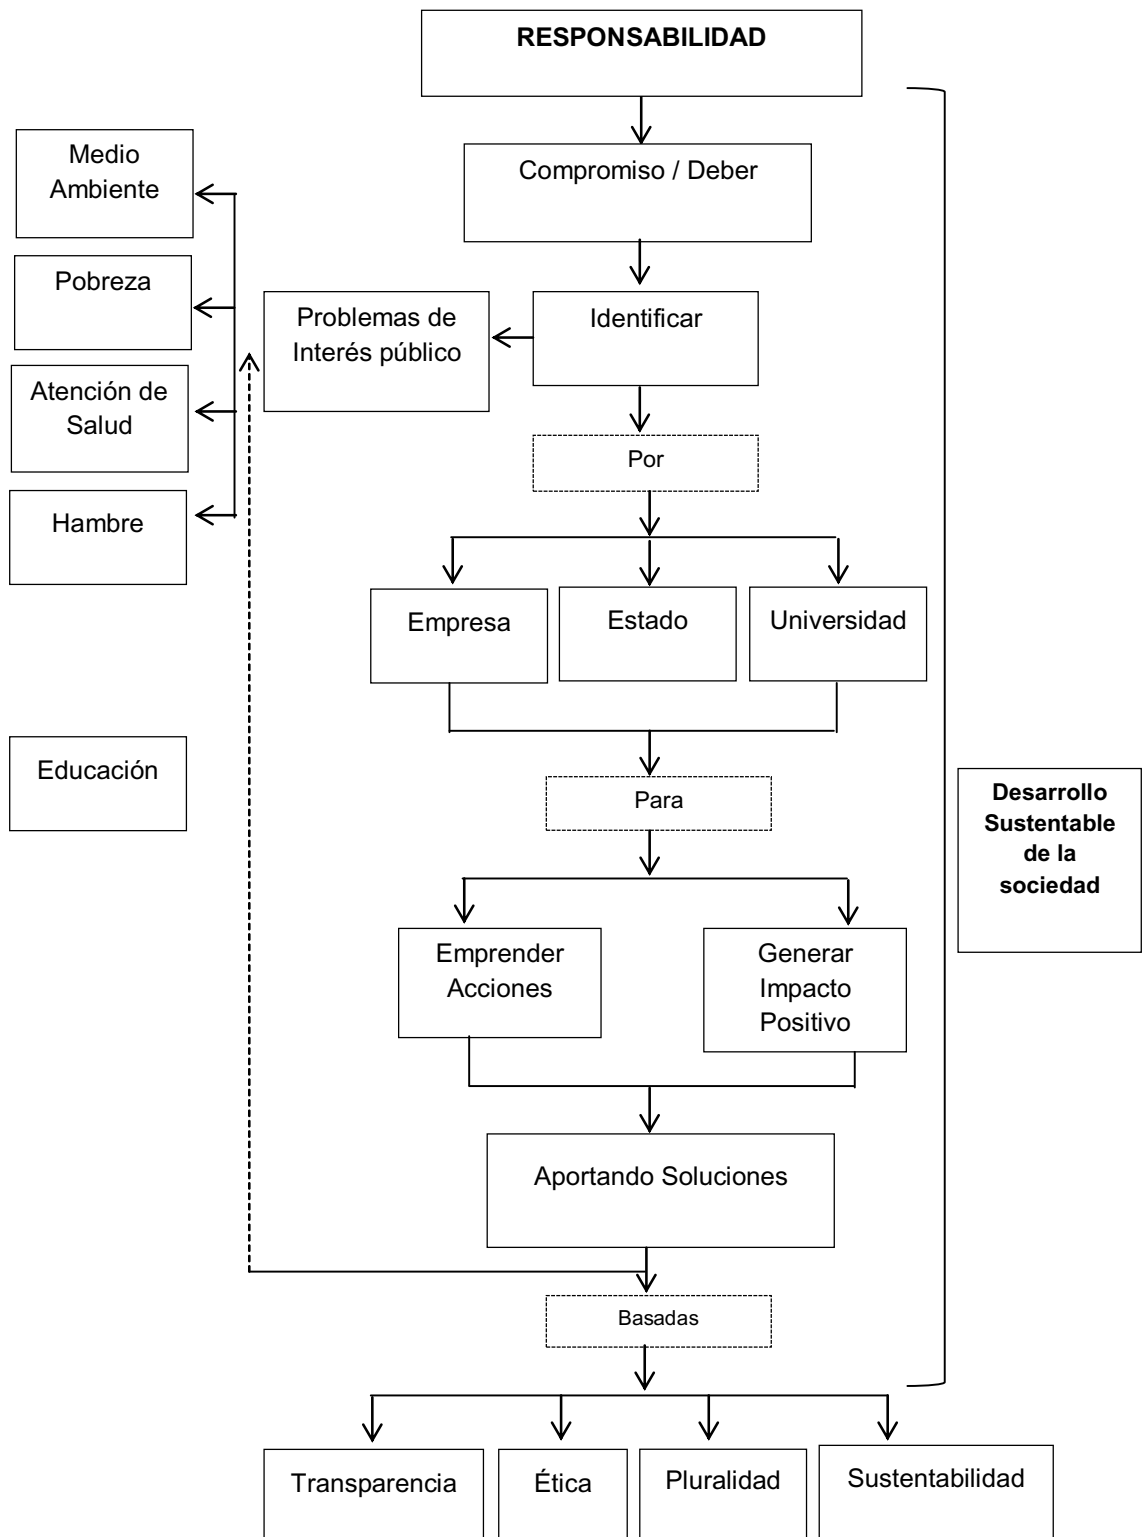 RESPONSABILIDAD
Compromiso / Deber
Medio
Ambiente
Pobreza
Atención de
Salud
Hambre
Educación
Problemas de
Interés público
Identificar
Por
Empresa
Estado
Universidad
Para
Emprender
Acciones
Generar
Impacto
Positivo
Aportando Soluciones
Basadas
Transparencia
Ética
Pluralidad
Sustentabilidad
Desarrollo
Sustentable
de la
sociedad